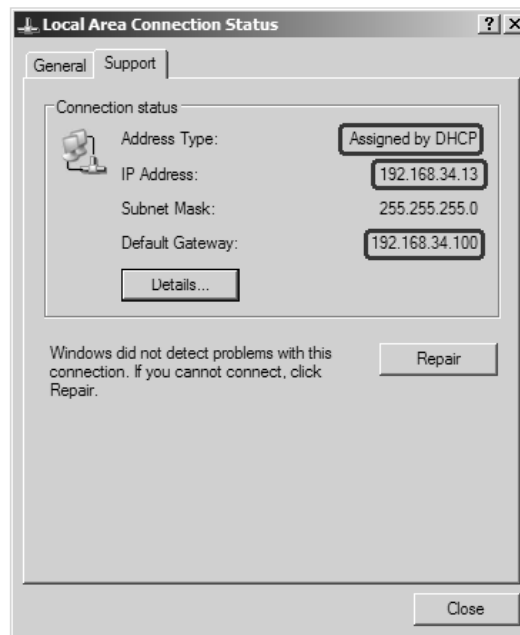 Local Area Connection Status
General Support
Connection status
Address Type: Assigned by DHCP
IP Address: 192.168.34.13
Subnet Mask: 255.255.255.0
Default Gateway: 192.168.34.100
Details...
Windows did not detect problems with this
connection. If you cannot connect, click
Repair.
Repair
Close